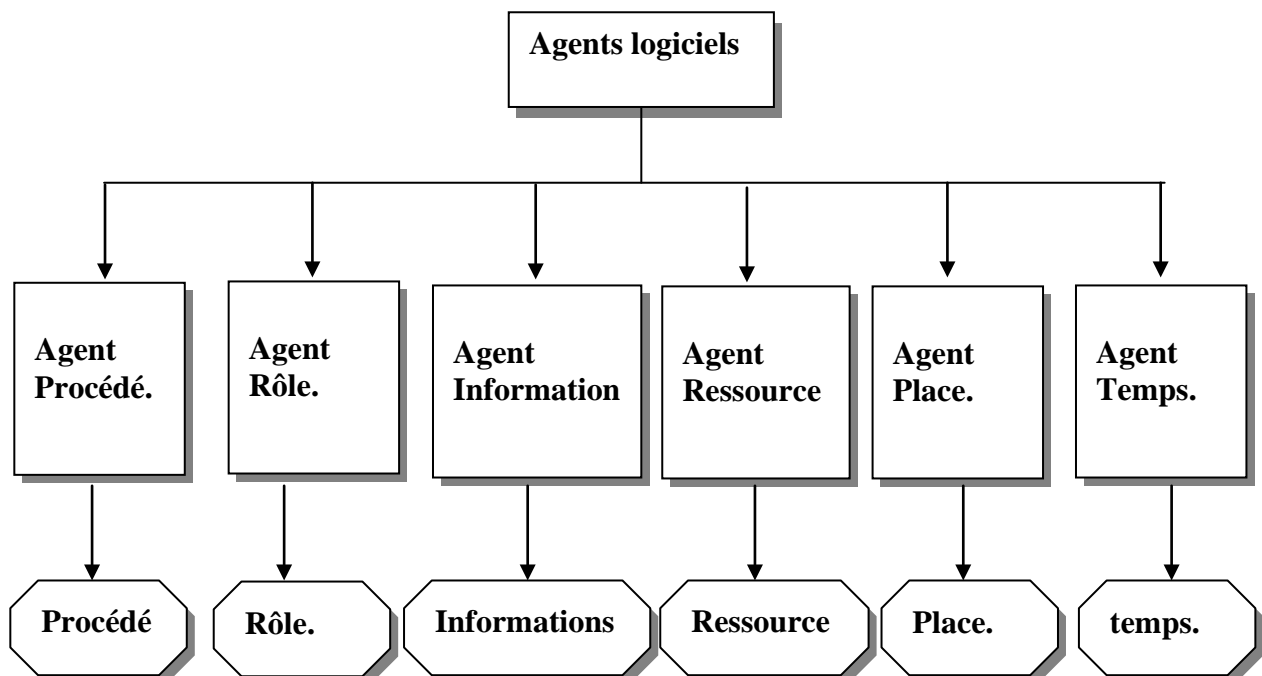 Agents logiciels
Agent
Procédé.
Agent
Rôle.
Agent
Information
Agent
Ressource
Agent
Place.
Agent
Temps.
Procédé
Rôle.
Informations
Ressource
Place.
temps.